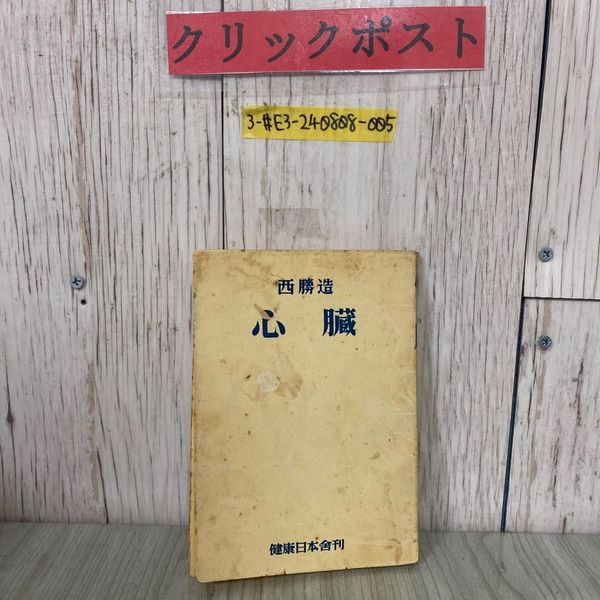 クリックポスト
3-#E3-240808-005
西勝造
心臓
健康日本舎刊